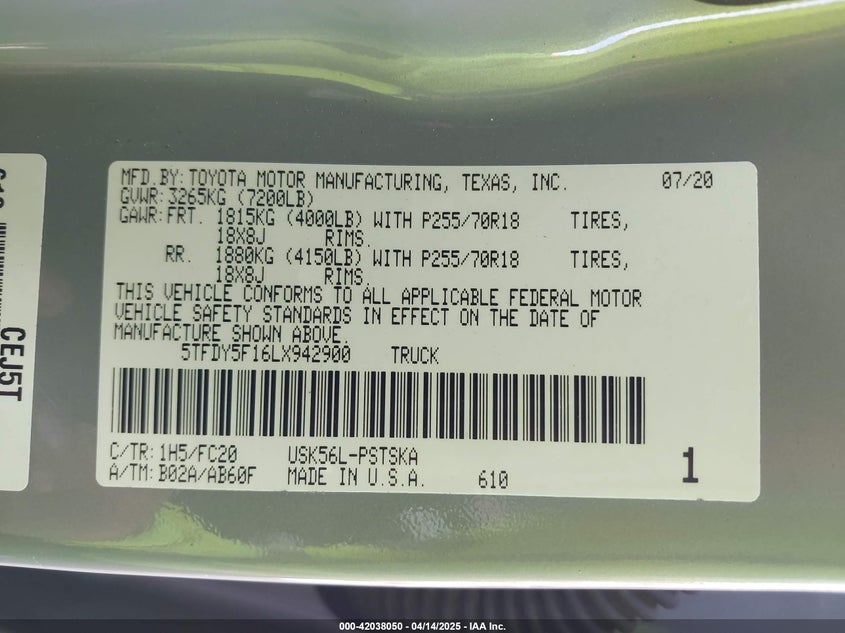 MFD.BY:TOYOTA MOTOR MANUFACTURING, TEXAS, INC. 07/20
GVWR:3265KG (7200LB)
GAWR:FRT. 1815KG (4000LB) WITH P255/70R18 TIRES,
18X8J RIMS.
RR. 1880KG (4150LB) WITH P255/70R18 TIRES,
18X8J RIMS.
THIS VEHICLE CONFORMS TO ALL APPLICABLE FEDERAL MOTOR
VEHICLE SAFETY STANDARDS IN EFFECT ON THE DATE OF
MANUFACTURE SHOWN ABOVE.
5TFDY5F16LX942900 TRUCK
C/TR:1H5/FC20 USK56L-PSTSKA
A/TM:B02A/AB60F MADE IN U.S.A. 610
1
CEJ5T
000-42038050 - 04/14/2025 - IAA Inc.